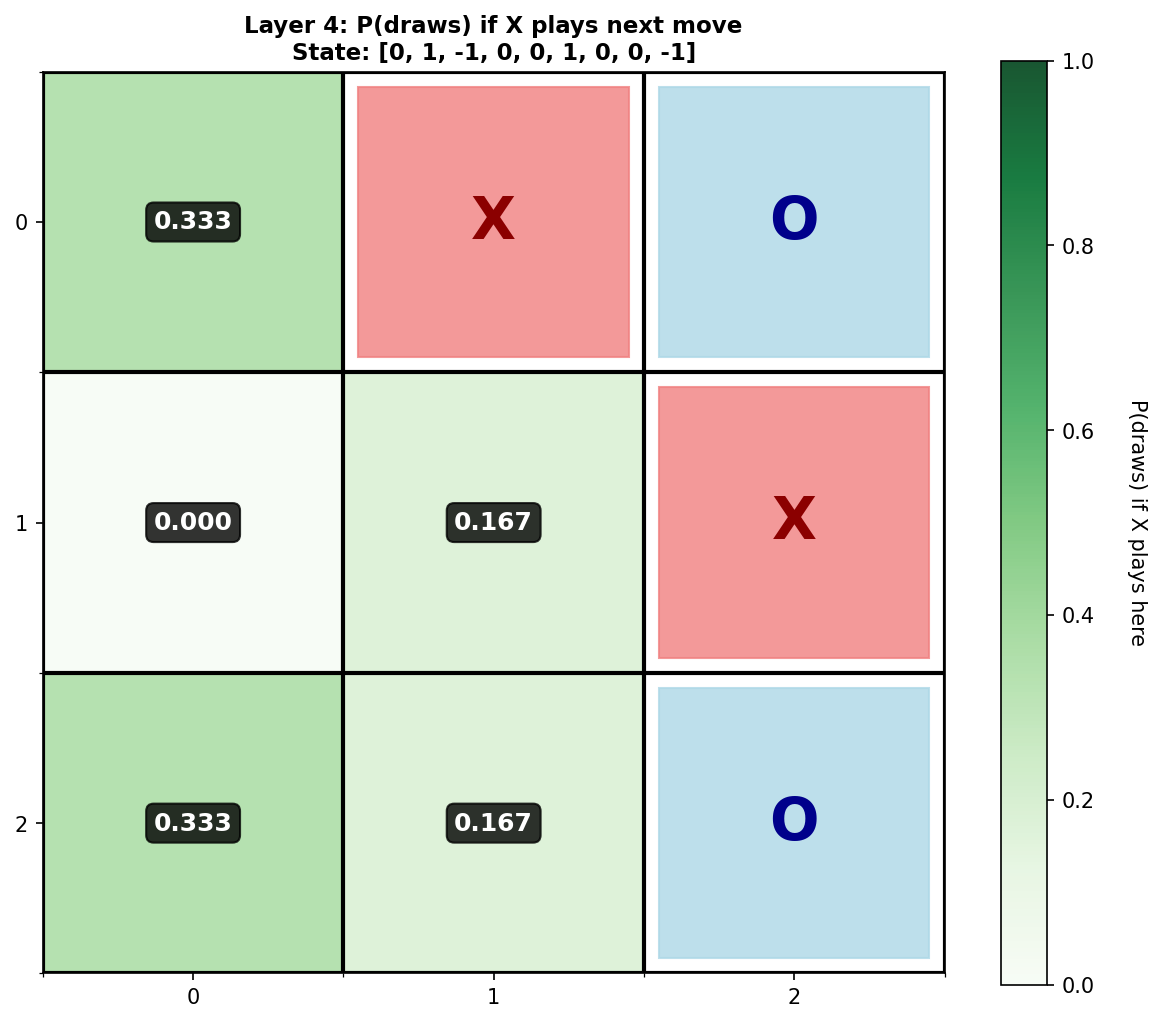 Layer 4: P(draws) if X plays next move
State: [0, 1, -1, 0, 0, 1, 0, 0, -1]
0
0.333
X
O
1
0.000
0.167
X
2
0.333
0.167
O
0
1
2
1.0
0.8
0.6
0.4
0.2
0.0
P(draws) if X plays here